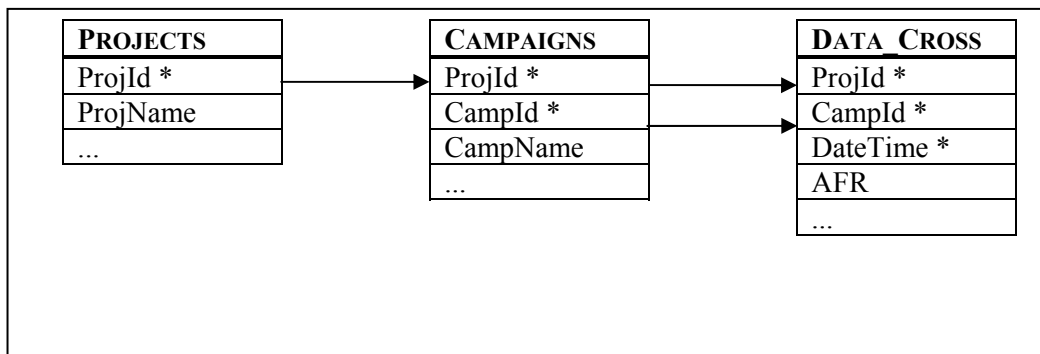 PROJECTS
ProjId *
ProjName
...
CAMPAIGNS
ProjId *
CampId *
CampName
...
DATA_CROSS
ProjId *
CampId *
DateTime *
AFR
...